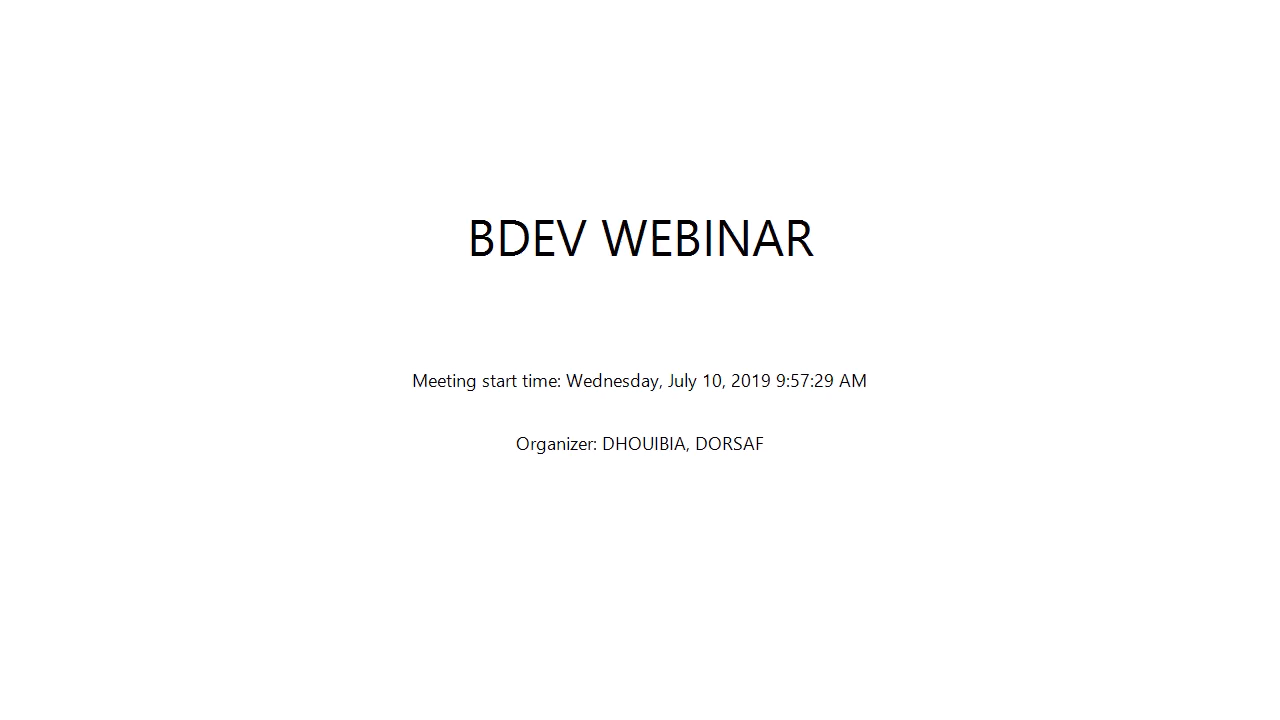 BDEV WEBINAR
Meeting start time: Wednesday, July 10, 2019 9:57:29 AM
Organizer: DHOUIBIA, DORSAF